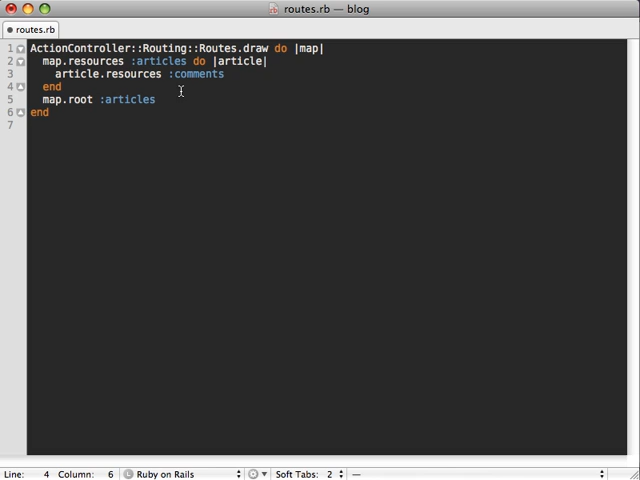 routes.rb — blog
routes.rb
1 ActionController::Routing::Routes.draw do |map|
2   map.resources :articles do |article|
3     article.resources :comments
4   end
5   map.root :articles
6 end
7
Line: 4 Column: 6 L Ruby on Rails Soft Tabs: 2 —